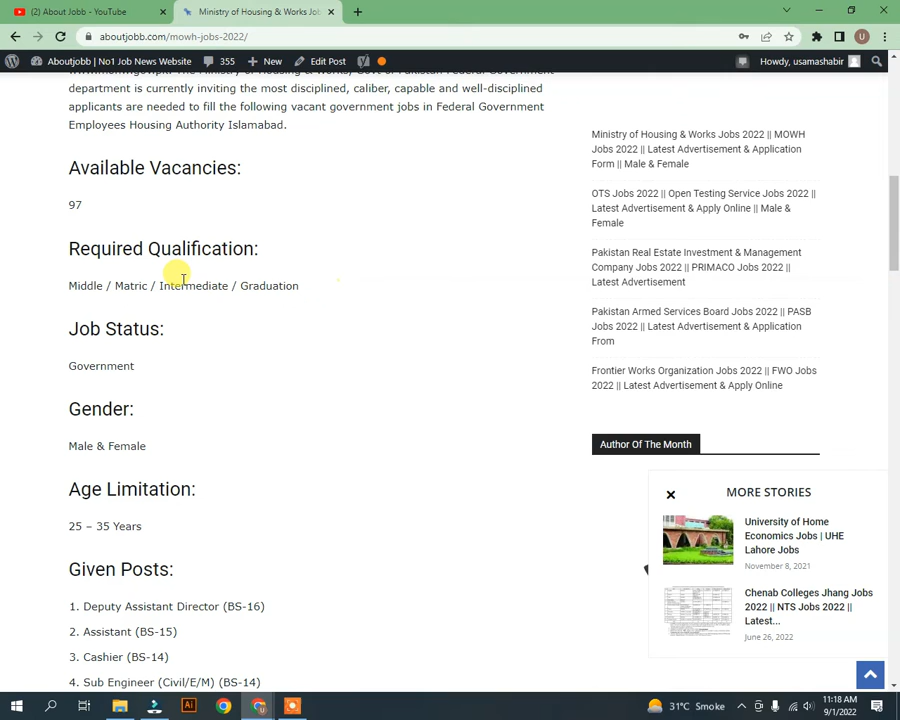 (2) About Jobb - YouTube
Ministry of Housing & Works Job
aboutjobb.com/mowh-jobs-2022/
U
Aboutjobb | No1 Job News Website
355
New
Edit Post
Howdy, usamashabir
department is currently inviting the most disciplined, caliber, capable and well-disciplined
applicants are needed to fill the following vacant government jobs in Federal Government
Employees Housing Authority Islamabad.
Available Vacancies:
97
Required Qualification:
Middle / Matric / Intermediate / Graduation
Job Status:
Government
Gender:
Male & Female
Age Limitation:
25 – 35 Years
Given Posts:
1. Deputy Assistant Director (BS-16)
2. Assistant (BS-15)
3. Cashier (BS-14)
4. Sub Engineer (Civil/E/M) (BS-14)
Ministry of Housing & Works Jobs 2022 || MOWH
Jobs 2022 || Latest Advertisement & Application
Form || Male & Female
OTS Jobs 2022 || Open Testing Service Jobs 2022 ||
Latest Advertisement & Apply Online || Male &
Female
Pakistan Real Estate Investment & Management
Company Jobs 2022 || PRIMACO Jobs 2022 ||
Latest Advertisement
Pakistan Armed Services Board Jobs 2022 || PASB
Jobs 2022 || Latest Advertisement & Application
From
Frontier Works Organization Jobs 2022 || FWO Jobs
2022 || Latest Advertisement & Apply Online
Author Of The Month
MORE STORIES
University of Home
Economics Jobs | UHE
Lahore Jobs
November 8, 2021
Chenab Colleges Jhang Jobs
2022 || NTS Jobs 2022 ||
Latest...
June 26, 2022
Ai
31°C Smoke
11:18 AM
9/1/2022